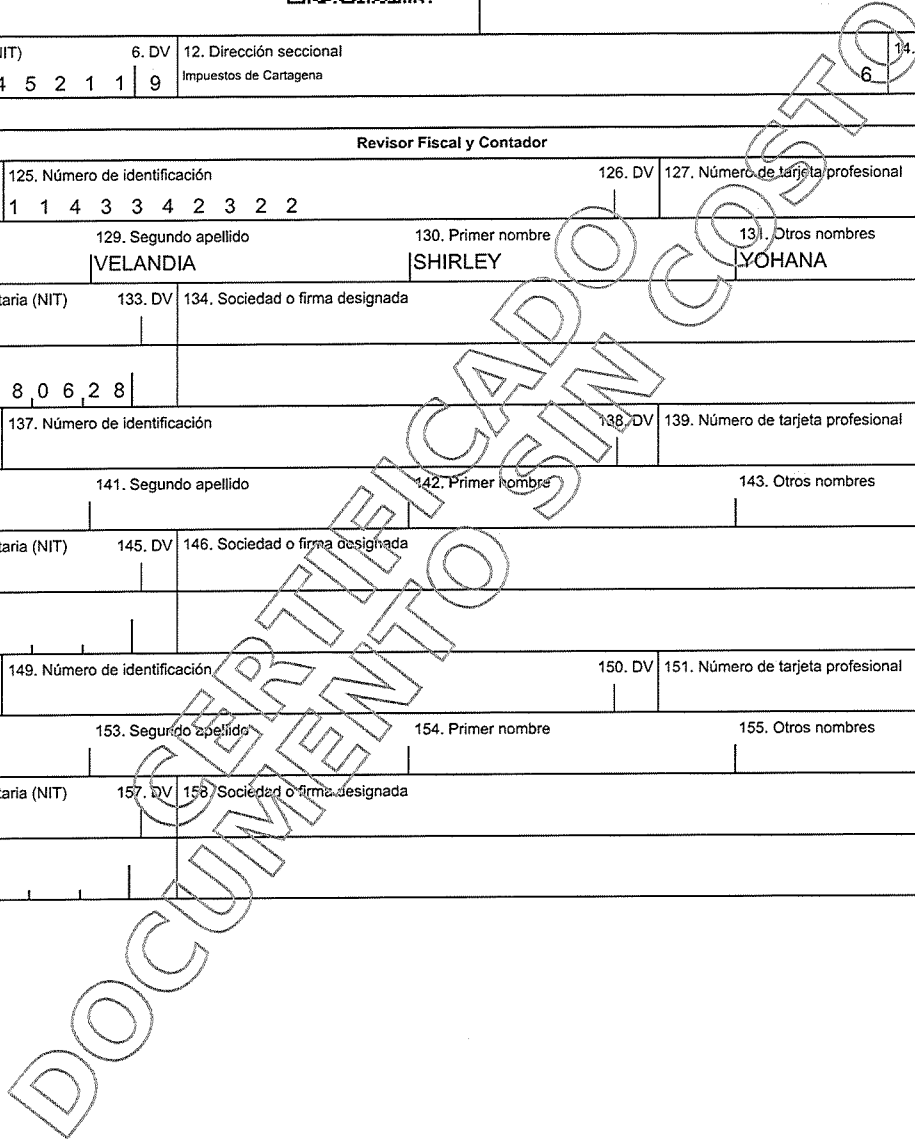 IIT) 6. DV 12. Dirección seccional 14.
4 5 2 1 1 9 Impuestos de Cartagena 6
Revisor Fiscal y Contador
125. Número de identificación 126. DV 127. Número de tarjeta profesional
1 1 4 3 3 4 2 3 2 2
129. Segundo apellido 130. Primer nombre 131. Otros nombres
VELANDIA SHIRLEY YOHANA
taria (NIT) 133. DV 134. Sociedad o firma designada
8 0 6 2 8
137. Número de identificación 138. DV 139. Número de tarjeta profesional
141. Segundo apellido 142. Primer nombre 143. Otros nombres
taria (NIT) 145. DV 146. Sociedad o firma designada
149. Número de identificación 150. DV 151. Número de tarjeta profesional
153. Segundo apellido 154. Primer nombre 155. Otros nombres
taria (NIT) 157. DV 158. Sociedad o firma designada
CERTIFICADO
DOCUMENTO SIN COSTO